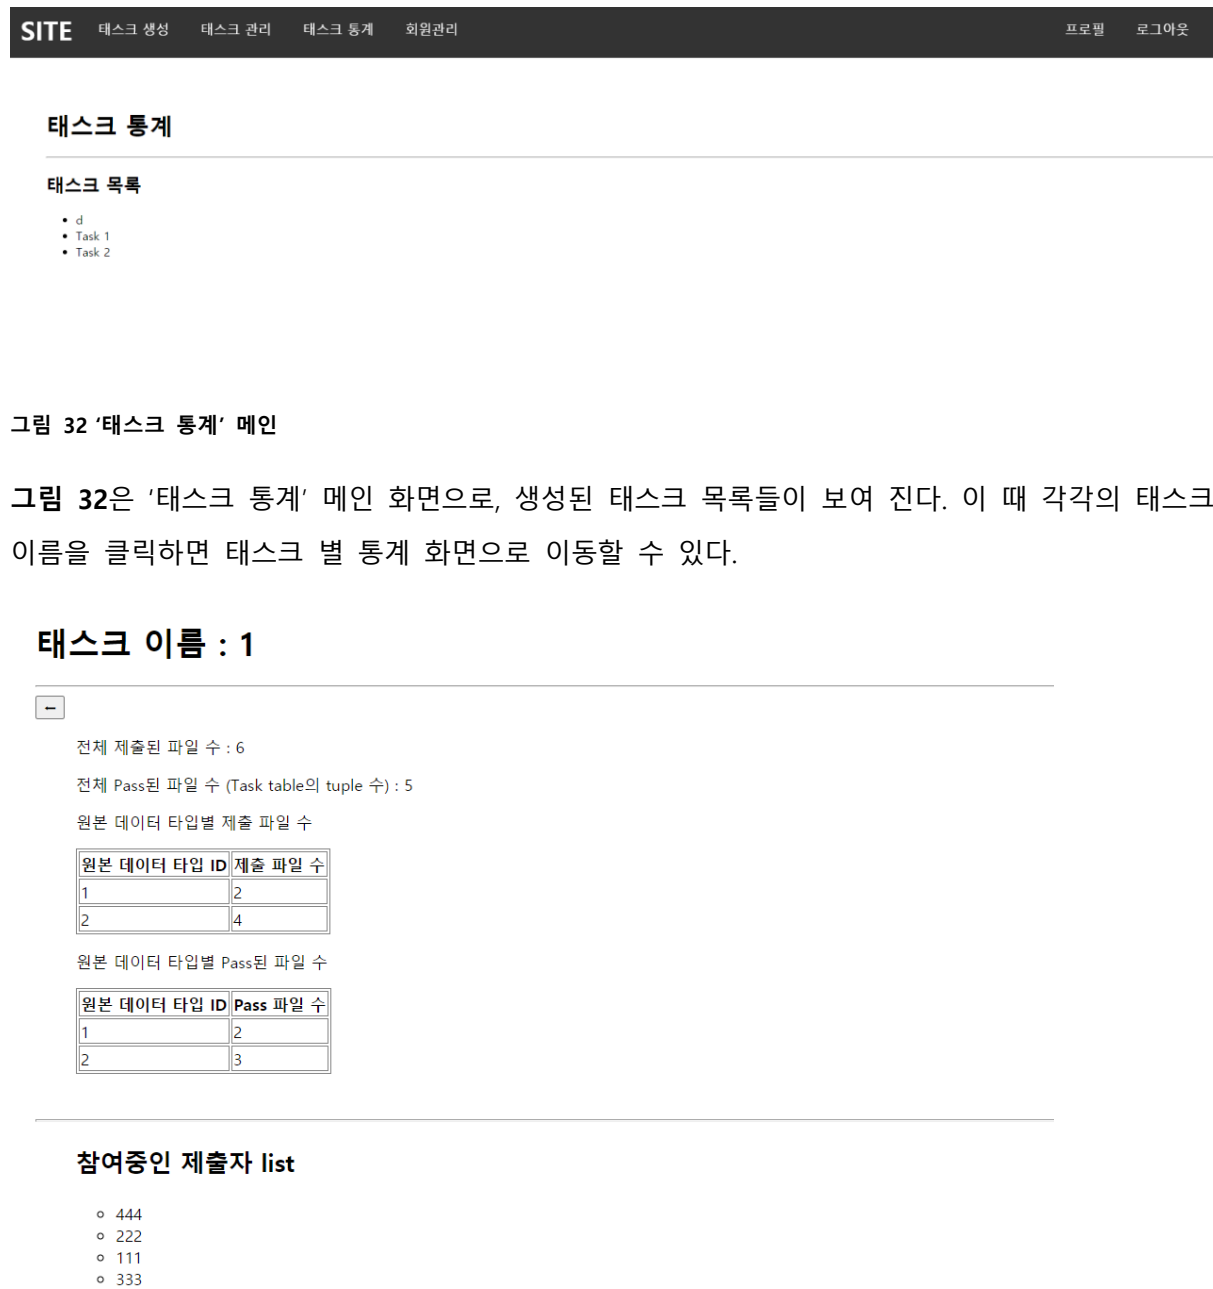 SITE 태스크 생성 태스크 관리 태스크 통계 회원관리 프로필 로그아웃
태스크 통계
태스크 목록
• d
• Task 1
• Task 2
그림 32 ‘태스크 통계’ 메인
그림 32은 ‘태스크 통계’ 메인 화면으로, 생성된 태스크 목록들이 보여 진다. 이 때 각각의 태스크
이름을 클릭하면 태스크 별 통계 화면으로 이동할 수 있다.
태스크 이름 : 1
←
전체 제출된 파일 수 : 6
전체 Pass된 파일 수 (Task table의 tuple 수) : 5
원본 데이터 타입별 제출 파일 수
원본 데이터 타입 ID 제출 파일 수
1 2
2 4
원본 데이터 타입별 Pass된 파일 수
원본 데이터 타입 ID Pass 파일 수
1 2
2 3
참여중인 제출자 list
○ 444
○ 222
○ 111
○ 333